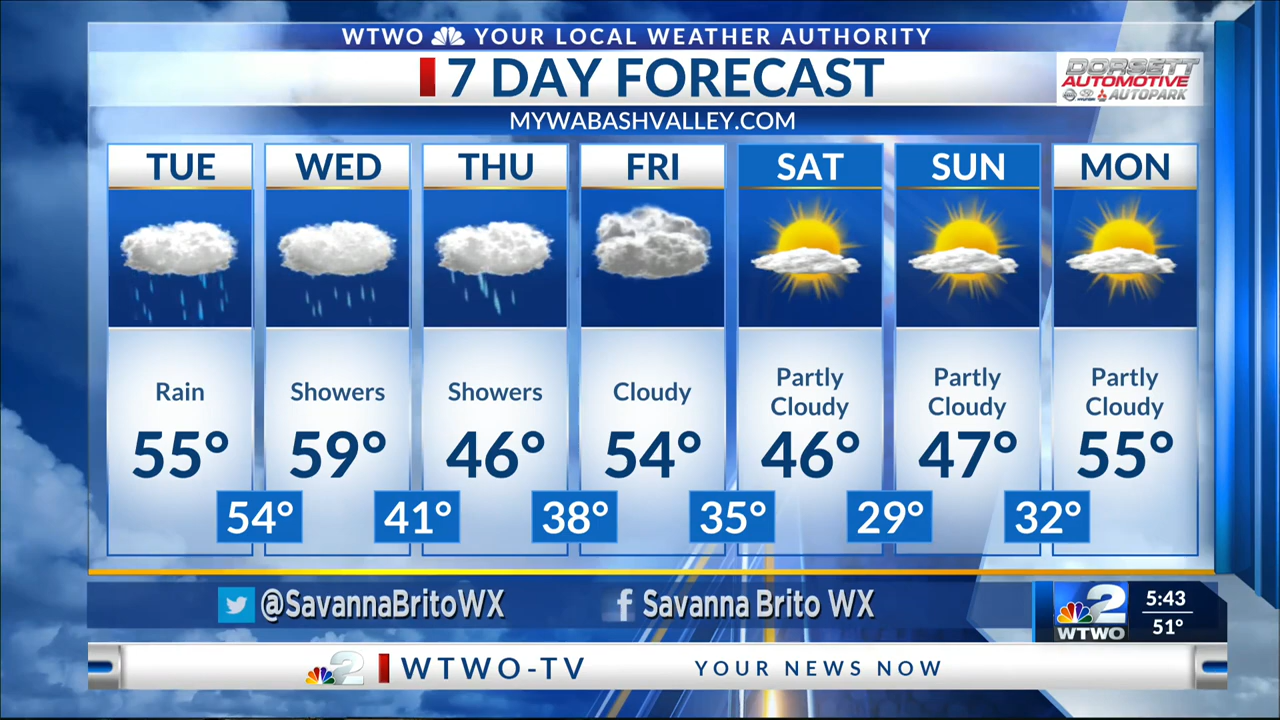 WTWO YOUR LOCAL WEATHER AUTHORITY
7 DAY FORECAST
DORSETT
AUTOMOTIVE
AUTOPARK
MYWABASHVALLEY.COM
TUE WED THU FRI SAT SUN MON
Rain Showers Showers Cloudy Partly Cloudy Partly Cloudy Partly Cloudy
55° 59° 46° 54° 46° 47° 55°
54° 41° 38° 35° 29° 32°
@SavannaBritoWX f Savanna Brito WX
2 WTWO 5:43
51°
2 WTWO-TV YOUR NEWS NOW